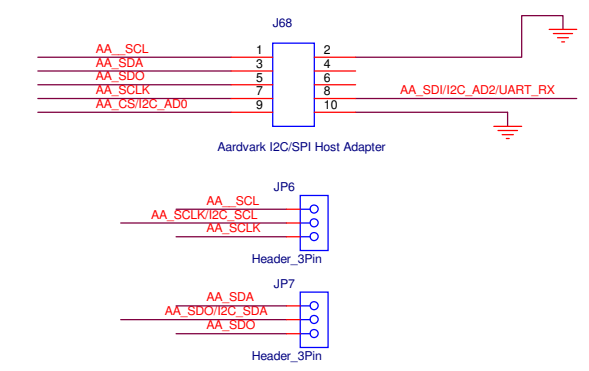 J68
AA__SCL 1 2
AA_SDA 3 4
AA_SDO 5 6
AA_SCLK 7 8 AA_SDI/I2C_AD2/UART_RX
AA_CS/I2C_AD0 9 10
Aardvark I2C/SPI Host Adapter
JP6
AA__SCL
AA_SCLK/I2C_SCL
AA_SCLK
Header_3Pin
JP7
AA_SDA
AA_SDO/I2C_SDA
AA_SDO
Header_3Pin